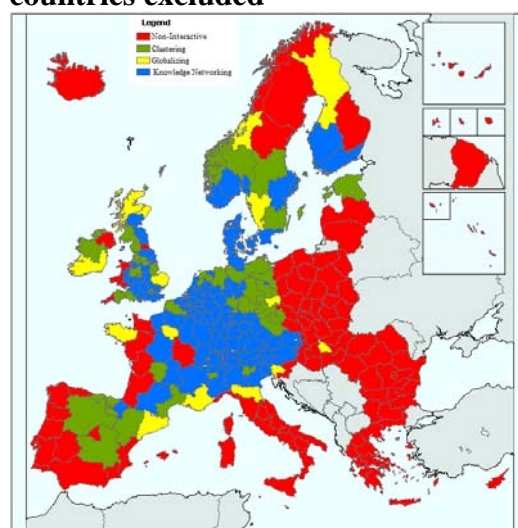 countries excluded
Legend
Non-Interactive
Clustering
Globalizing
Knowledge Networking